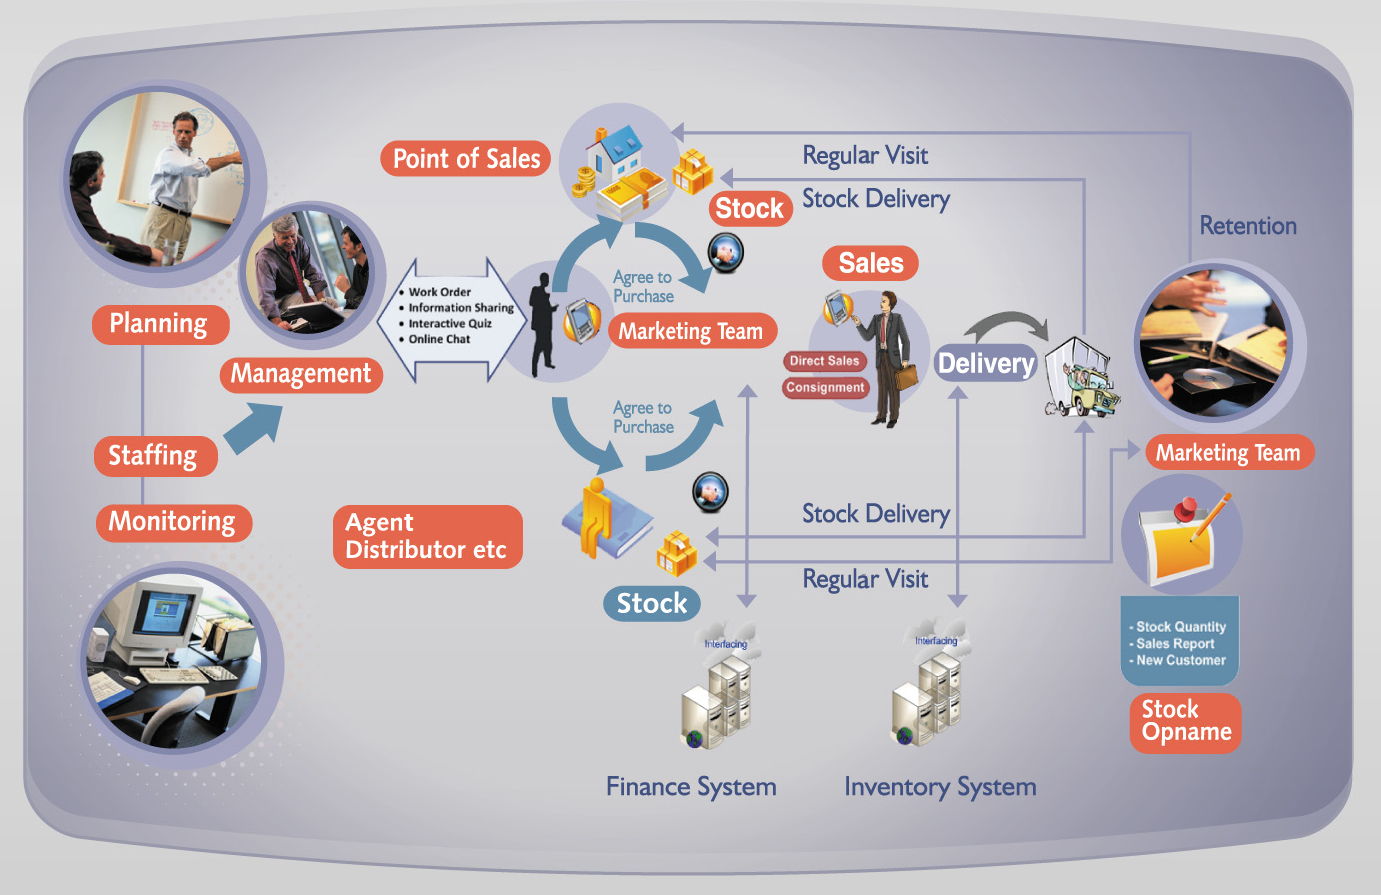 Point of Sales
Regular Visit
Stock
Stock Delivery
Retention
Sales
Agree to
Purchase
• Work Order
• Information Sharing
• Interactive Quiz
• Online Chat
Planning
Marketing Team
Direct Sales
Consignment
Delivery
Management
Agree to
Purchase
Staffing
Marketing Team
Monitoring
Agent
Distributor etc
Stock Delivery
Regular Visit
Stock
- Stock Quantity
- Sales Report
- New Customer
Interfacing
Interfacing
Stock
Opname
Finance System
Inventory System